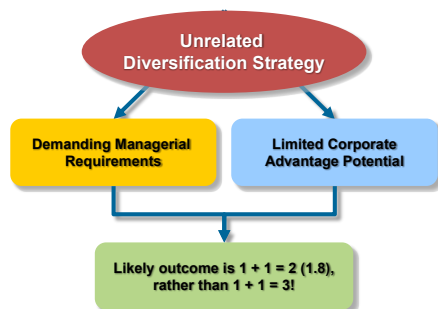 Unrelated
Diversification Strategy
Demanding Managerial
Requirements
Limited Corporate
Advantage Potential
Likely outcome is 1 + 1 = 2 (1.8),
rather than 1 + 1 = 3!